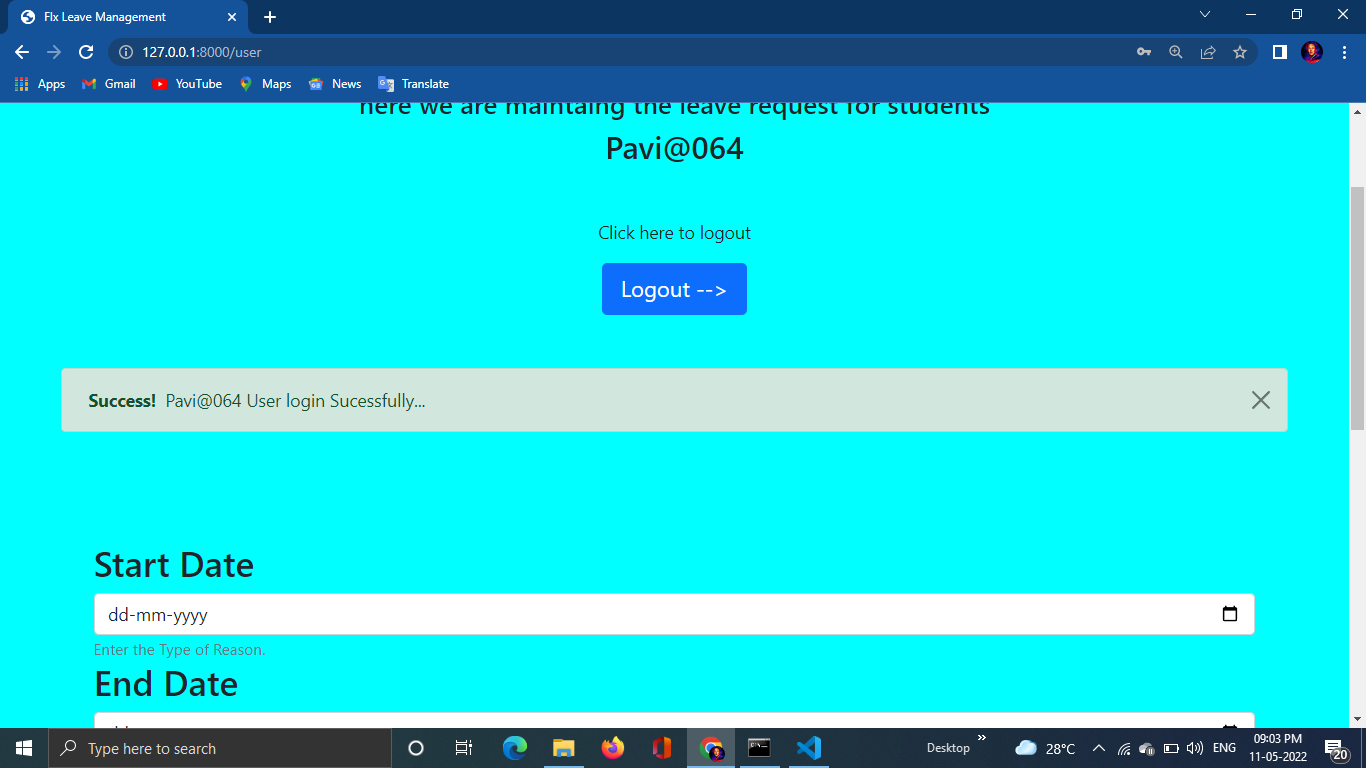 Flx Leave Management
127.0.0.1:8000/user
Apps Gmail YouTube Maps News Translate
here we are maintaing the leave request for students
Pavi@064
Click here to logout
Logout -->
Success! Pavi@064 User login Sucessfully...
Start Date
dd-mm-yyyy
Enter the Type of Reason.
End Date
Type here to search
Desktop
28°C
ENG
09:03 PM
11-05-2022
20